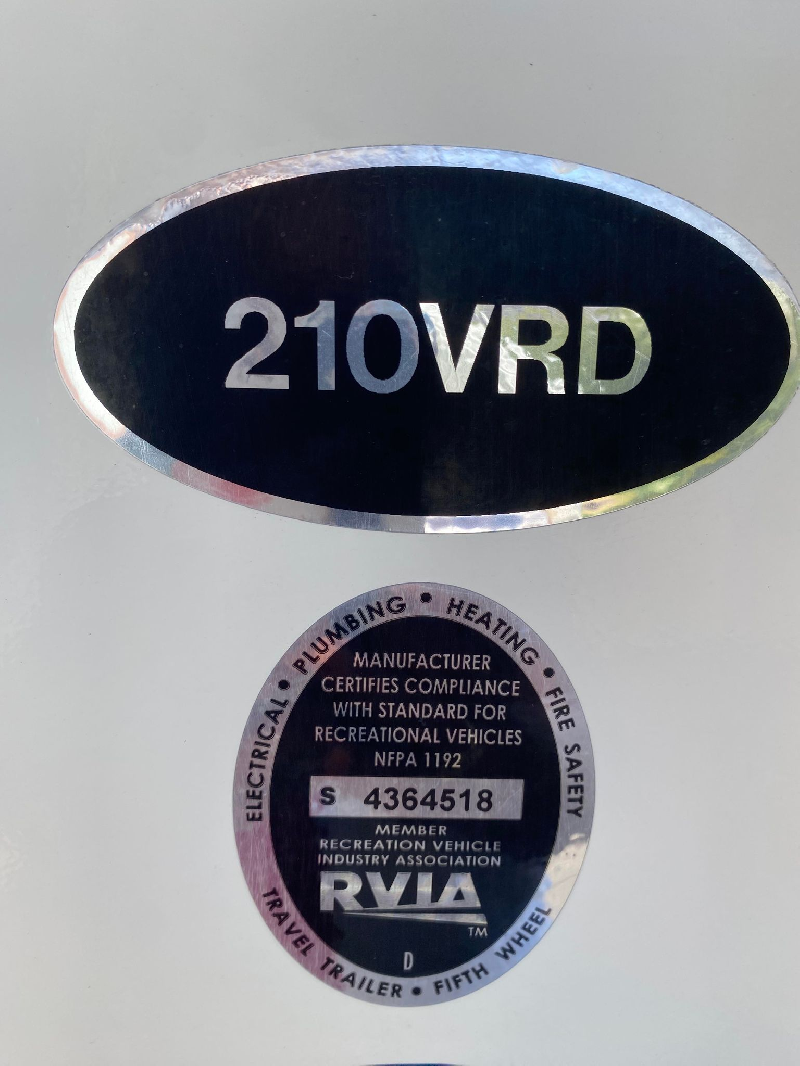 210VRD
ELECTRICAL • PLUMBING • HEATING • FIRE SAFETY
MANUFACTURER
CERTIFIES COMPLIANCE
WITH STANDARD FOR
RECREATIONAL VEHICLES
NFPA 1192
S 4364518
MEMBER
RECREATION VEHICLE
INDUSTRY ASSOCIATION
RVIA
TM
D
TRAVEL TRAILER • FIFTH WHEEL